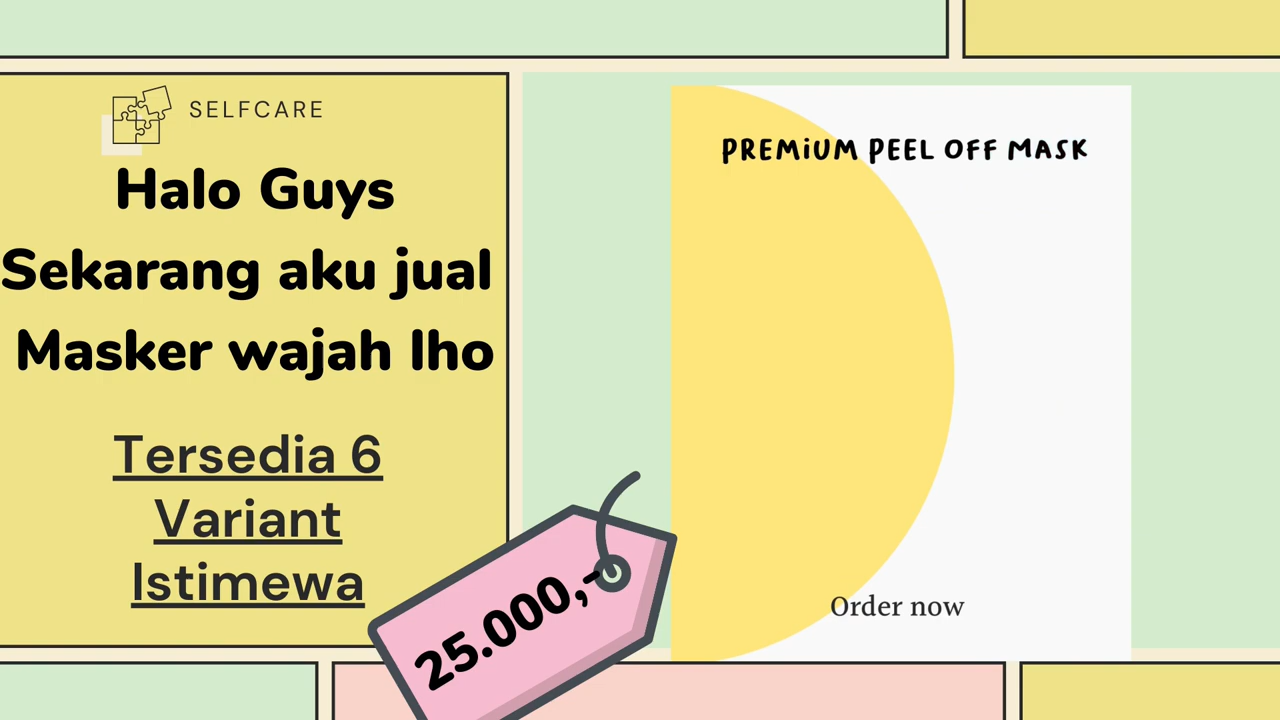 SELFCARE
Halo Guys
Sekarang aku jual
Masker wajah lho
Tersedia 6
Variant
Istimewa
25.000,-
PREMIUM PEEL OFF MASK
Order now